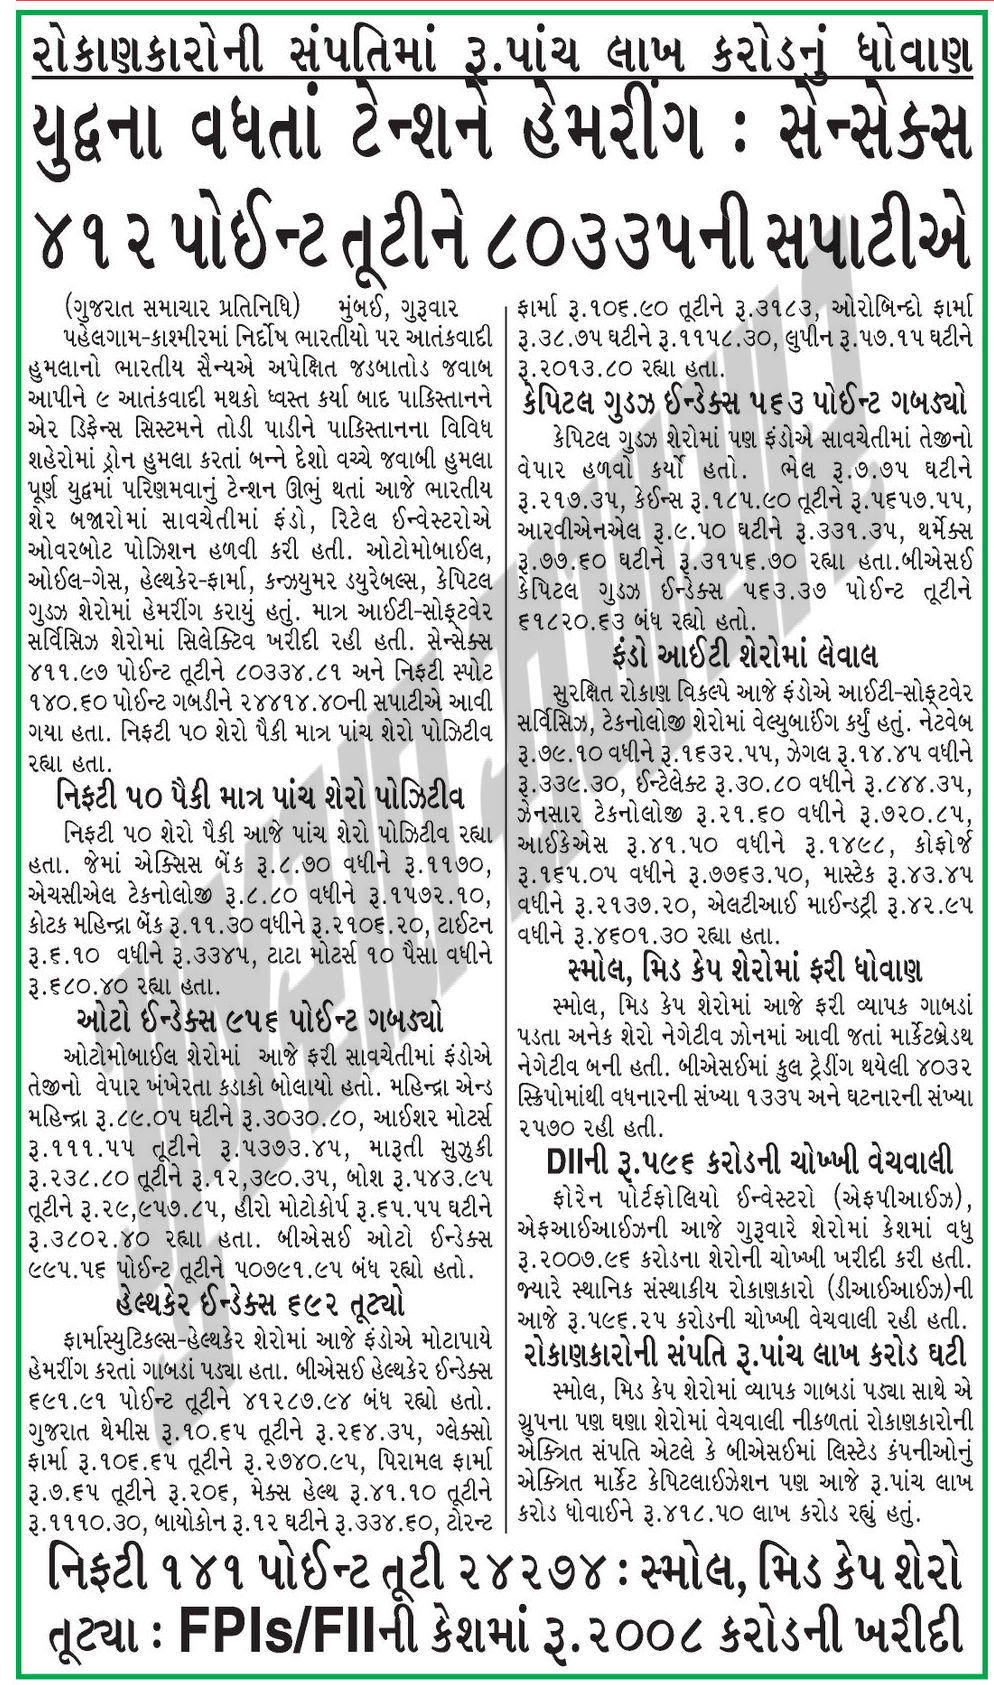 રોકાણકારોની સંપતિમાં રૂ.પાંચ લાખ કરોડનું ધોવાણ
યુદ્ધના વધતાં ટેન્શને હેમરીંગ : સેન્સેક્સ
૪૧૨ પોઈન્ટ તૂટીને ૮૦૩૩૫ની સપાટીએ
(ગુજરાત સમાચાર પ્રતિનિધિ) મુંબઈ, ગુરૂવાર
પહેલગામ-કાશ્મીરમાં નિર્દોષ ભારતીયો પર આતંકવાદી
હુમલાનો ભારતીય સૈન્યએ અપેક્ષિત જડબાતોડ જવાબ
આપીને ૯ આતંકવાદી મથકો ધ્વસ્ત કર્યા બાદ પાકિસ્તાનને
એર ડિફેન્સ સિસ્ટમને તોડી પાડીને પાકિસ્તાનના વિવિધ
શહેરોમાં ડ્રોન હુમલા કરતાં બન્ને દેશો વચ્ચે જવાબી હુમલા
પૂર્ણ યુદ્ધમાં પરિણમવાનું ટેન્શન ઊભું થતાં આજે ભારતીય
શેર બજારોમાં સાવચેતીમાં ફંડો, રિટેલ ઈન્વેસ્ટરોએ
ઓવરબોટ પોઝિશન હળવી કરી હતી. ઓટોમોબાઈલ,
ઓઈલ-ગેસ, હેલ્થકેર-ફાર્મા, કન્ઝયુમર ડયુરેબલ્સ, કેપિટલ
ગુડઝ શેરોમાં હેમરીંગ કરાયું હતું. માત્ર આઈટી-સોફ્ટવેર
સર્વિસિઝ શેરોમાં સિલેક્ટિવ ખરીદી રહી હતી. સેન્સેક્સ
૪૧૧.૯૭ પોઈન્ટ તૂટીને ૮૦૩૩૪.૮૧ અને નિફટી સ્પોટ
૧૪૦.૬૦ પોઈન્ટ ગબડીને ૨૪૪૧૪.૪૦ની સપાટીએ આવી
ગયા હતા. નિફટી ૫૦ શેરો પૈકી માત્ર પાંચ શેરો પોઝિટીવ
રહ્યા હતા.
નિફટી ૫૦ પૈકી માત્ર પાંચ શેરો પોઝિટીવ
નિફટી ૫૦ શેરો પૈકી આજે પાંચ શેરો પોઝિટીવ રહ્યા
હતા. જેમાં એક્સિસ બેંક રૂ.૮.૭૦ વધીને રૂ.૧૧૭૦,
એચસીએલ ટેકનોલોજી રૂ.૮.૮૦ વધીને રૂ.૧૫૭૨.૧૦,
કોટક મહિન્દ્રા બેંક રૂ.૧૧.૩૦ વધીને રૂ.૨૧૦૬.૨૦, ટાઈટન
રૂ.૬.૧૦ વધીને રૂ.૩૩૪૫, ટાટા મોટર્સ ૧૦ પૈસા વધીને
રૂ.૬૮૦.૪૦ રહ્યા હતા.
ઓટો ઈન્ડેક્સ ૯૫૬ પોઈન્ટ ગબડ્યો
ઓટોમોબાઈલ શેરોમાં આજે ફરી સાવચેતીમાં ફંડોએ
તેજીનો વેપાર ખંખેરતા કડાકો બોલાયો હતો. મહિન્દ્રા એન્ડ
મહિન્દ્રા રૂ.૮૯.૦૫ ઘટીને રૂ.૩૦૩૦.૮૦, આઈશર મોટર્સ
રૂ.૧૧૧.૫૫ તૂટીને રૂ.૫૩૭૩.૪૫, મારૂતી સુઝુકી
રૂ.૨૩૮.૮૦ તૂટીને રૂ.૧૨,૩૯૦.૩૫, બોશ રૂ.૫૪૩.૯૫
તૂટીને રૂ.૨૯,૯૫૭.૮૫, હીરો મોટોકોર્પ રૂ.૬૫.૫૫ ઘટીને
રૂ.૩૮૦૨.૪૦ રહ્યા હતા. બીએસઈ ઓટો ઈન્ડેક્સ
૯૯૫.૫૬ પોઈન્ટ તૂટીને ૫૦૭૯૧.૯૫ બંધ રહ્યો હતો.
હેલ્થકેર ઈન્ડેક્સ ૬૯૨ તૂટ્યો
ફાર્માસ્યુટિકલ્સ-હેલ્થકેર શેરોમાં આજે ફંડોએ મોટાપાયે
હેમરીંગ કરતાં ગાબડાં પડ્યા હતા. બીએસઈ હેલ્થકેર ઈન્ડેક્સ
૬૯૧.૯૧ પોઈન્ટ તૂટીને ૪૧૨૮૭.૯૪ બંધ રહ્યો હતો.
ગુજરાત થેમીસ રૂ.૧૦.૬૫ તૂટીને રૂ.૨૬૪.૩૫, ગ્લેક્સો
ફાર્મા રૂ.૧૦૬.૬૫ તૂટીને રૂ.૨૭૪૦.૯૫, પિરામલ ફાર્મા
રૂ.૭.૬૫ તૂટીને રૂ.૨૦૬, મેક્સ હેલ્થ રૂ.૪૧.૧૦ તૂટીને
રૂ.૧૧૧૦.૩૦, બાયોકોન રૂ.૧૨ ઘટીને રૂ.૩૩૪.૬૦, ટોરન્ટ
ફાર્મા રૂ.૧૦૬.૯૦ તૂટીને રૂ.૩૧૮૩, ઓરોબિન્દો ફાર્મા
રૂ.૩૮.૭૫ ઘટીને રૂ.૧૧૫૮.૩૦, લુપીન રૂ.૫૭.૧૫ ઘટીને
રૂ.૨૦૧૩.૮૦ રહ્યા હતા.
કેપિટલ ગુડઝ ઈન્ડેક્સ ૫૬૩ પોઈન્ટ ગબડ્યો
કેપિટલ ગુડઝ શેરોમાં પણ ફંડોએ સાવચેતીમાં તેજીનો
વેપાર હળવો કર્યો હતો. ભેલ રૂ.૭.૭૫ ઘટીને
રૂ.૨૧૭.૩૫, કેઈન્સ રૂ.૧૮૫.૯૦ તૂટીને રૂ.૫૬૫૭.૫૫,
આરવીએનએલ રૂ.૯.૫૦ ઘટીને રૂ.૩૩૧.૩૫, થર્મેક્સ
રૂ.૭૭.૬૦ ઘટીને રૂ.૩૧૫૬.૭૦ રહ્યા હતા.બીએસઈ
કેપિટલ ગુડઝ ઈન્ડેક્સ ૫૬૩.૩૭ પોઈન્ટ તૂટીને
૬૧૮૨૦.૬૩ બંધ રહ્યો હતો.
ફંડો આઈટી શેરોમાં લેવાલ
સુરક્ષિત રોકાણ વિકલ્પે આજે ફંડોએ આઈટી-સોફ્ટવેર
સર્વિસિઝ, ટેકનોલોજી શેરોમાં વેલ્યુબાઈંગ કર્યું હતું. નેટવેબ
રૂ.૭૯.૧૦ વધીને રૂ.૧૬૩૨.૫૫, ઝેગલ રૂ.૧૪.૪૫ વધીને
રૂ.૩૩૯.૩૦, ઈન્ટેલેક્ટ રૂ.૩૦.૮૦ વધીને રૂ.૮૪૪.૩૫,
ઝેનસાર ટેકનોલોજી રૂ.૨૧.૬૦ વધીને રૂ.૭૨૦.૮૫,
આઈકેએસ રૂ.૪૧.૫૦ વધીને રૂ.૧૪૯૮, કોફોર્જ
રૂ.૧૬૫.૦૫ વધીને રૂ.૭૭૬૩.૫૦, માસ્ટેક રૂ.૪૩.૪૫
વધીને રૂ.૨૧૩૭.૨૦, એલટીઆઈ માઈન્ડટ્રી રૂ.૪૨.૯૫
વધીને રૂ.૪૬૦૧.૩૦ રહ્યા હતા.
સ્મોલ, મિડ કેપ શેરોમાં ફરી ધોવાણ
સ્મોલ, મિડ કેપ શેરોમાં આજે ફરી વ્યાપક ગાબડાં
પડતા અનેક શેરો નેગેટીવ ઝોનમાં આવી જતાં માર્કેટબ્રેડથ
નેગેટીવ બની હતી. બીએસઈમાં કુલ ટ્રેડીંગ થયેલી ૪૦૩૨
સ્ક્રિપોમાંથી વધનારની સંખ્યા ૧૩૩૫ અને ઘટનારની સંખ્યા
૨૫૭૦ રહી હતી.
DIIની રૂ.૫૯૬ કરોડની ચોખ્ખી વેચવાલી
ફોરેન પોર્ટફોલિયો ઈન્વેસ્ટરો (એફપીઆઈઝ),
એફઆઈઆઈઝની આજે ગુરૂવારે શેરોમાં કેશમાં વધુ
રૂ.૨૦૦૭.૯૬ કરોડના શેરોની ચોખ્ખી ખરીદી કરી હતી.
જ્યારે સ્થાનિક સંસ્થાકીય રોકાણકારો (ડીઆઈઆઈઝ)ની
આજે રૂ.૫૯૬.૨૫ કરોડની ચોખ્ખી વેચવાલી રહી હતી.
રોકાણકારોની સંપતિ રૂ.પાંચ લાખ કરોડ ઘટી
સ્મોલ, મિડ કેપ શેરોમાં વ્યાપક ગાબડાં પડ્યા સાથે એ
ગ્રુપના પણ ઘણા શેરોમાં વેચવાલી નીકળતાં રોકાણકારોની
એક્ત્રિત સંપતિ એટલે કે બીએસઈમાં લિસ્ટેડ કંપનીઓનું
એક્ત્રિત માર્કેટ કેપિટલાઈઝેશન પણ આજે રૂ.પાંચ લાખ
કરોડ ધોવાઈને રૂ.૪૧૮.૫૦ લાખ કરોડ રહ્યું હતું.
નિફટી ૧૪૧ પોઈન્ટ તૂટી ૨૪૨૭૪ : સ્મોલ, મિડ કેપ શેરો
તૂટ્યા : FPIs/FIIની કેશમાં રૂ.૨૦૦૮ કરોડની ખરીદી